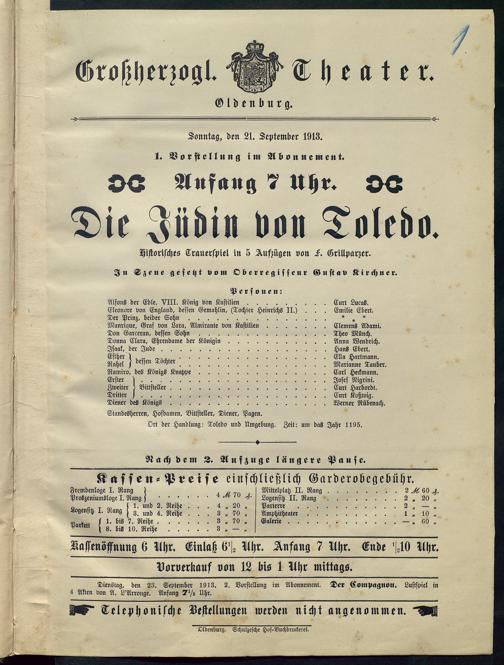 1
Großherzogl. Theater.
Oldenburg.
Sonntag, den 21. September 1913.
1. Vorstellung im Abonnement.
Anfang 7 Uhr.
Die Jüdin von Toledo.
Historisches Trauerspiel in 5 Aufzügen von F. Grillparzer.
In Szene gesetzt vom Oberregisseur Gustav Kirchner.
Personen:
Alfons der Edle, VIII. König von Kastilien . . . Curt Lucas.
Eleonore von England, dessen Gemahlin, (Tochter Heinrichs II.) . . . Emilie Ebert.
Der Prinz, beider Sohn . . . * * *
Manrique, Graf von Lara, Almirante von Kastilien . . . Clemens Adami.
Don Garceran, dessen Sohn . . . Theo Münch.
Donna Clara, Ehrendame der Königin . . . Anna Wendrich.
Isaak, der Jude . . . Hans Ebert.
Esther } dessen Töchter . . . Ella Hartmann.
Rahel } . . . Marianne Tauber.
Ramiro, des Königs Knappe . . . Carl Heckmann.
Erster } . . . Josef Nigrini.
Zweiter } Bittsteller . . . Curt Hardordt.
Dritter } . . . Curt Koßwig.
Diener des Königs . . . Werner Rübenach.
Standesherren, Hofdamen, Bittsteller, Diener, Pagen.
Ort der Handlung: Toledo und Umgebung. Zeit: um das Jahr 1195.
Nach dem 2. Aufzuge längere Pause.
Kassen-Preise einschließlich Garderobegebühr.
Fremdenloge I. Rang }
Proszeniumsloge I. Rang } . . . 4 ℳ 70 ₰
Logensitz I. Rang { 1. und 2. Reihe . . . 4 „ 20 „
3. und 4. Reihe . . . 3 „ 70 „
Parkett { 1. bis 7. Reihe . . . 3 „ 70 „
8. bis 10. Reihe . . . 3 „ — „
Mittelplatz II. Rang . . . 2 ℳ 60 ₰
Logensitz II. Rang . . . 2 „ 20 „
Parterre . . . 2 „ — „
Amphitheater . . . 1 „ 10 „
Galerie . . . — „ 60 „
Kassenöffnung 6 Uhr. Einlaß 6½ Uhr. Anfang 7 Uhr. Ende ½10 Uhr.
Vorverkauf von 12 bis 1 Uhr mittags.
Dienstag, den 23. September 1913. 2. Vorstellung im Abonnement. Der Compagnon. Lustspiel in
4 Akten von A. L'Arronge. Anfang 7½ Uhr.
Telephonische Bestellungen werden nicht angenommen.
Oldenburg. Schulzesche Hof-Buchdruckerei.